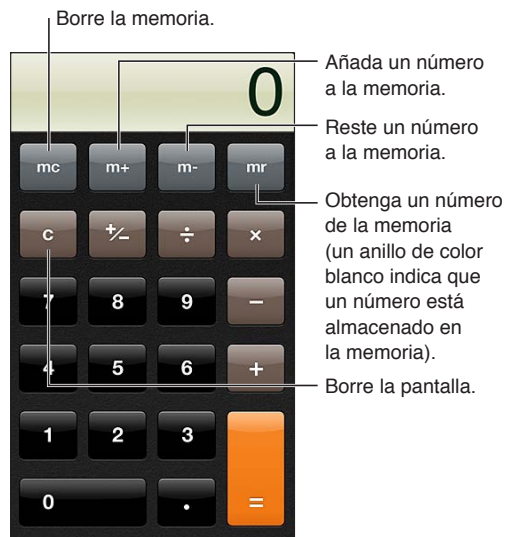 Borre la memoria.
0
Añada un número
a la memoria.
Reste un número
a la memoria.
mc m+ m- mr
Obtenga un número
de la memoria
(un anillo de color
blanco indica que
un número está
almacenado en
la memoria).
c +⁄− ÷ ×
7 8 9 −
4 5 6 +
Borre la pantalla.
1 2 3
0 . =